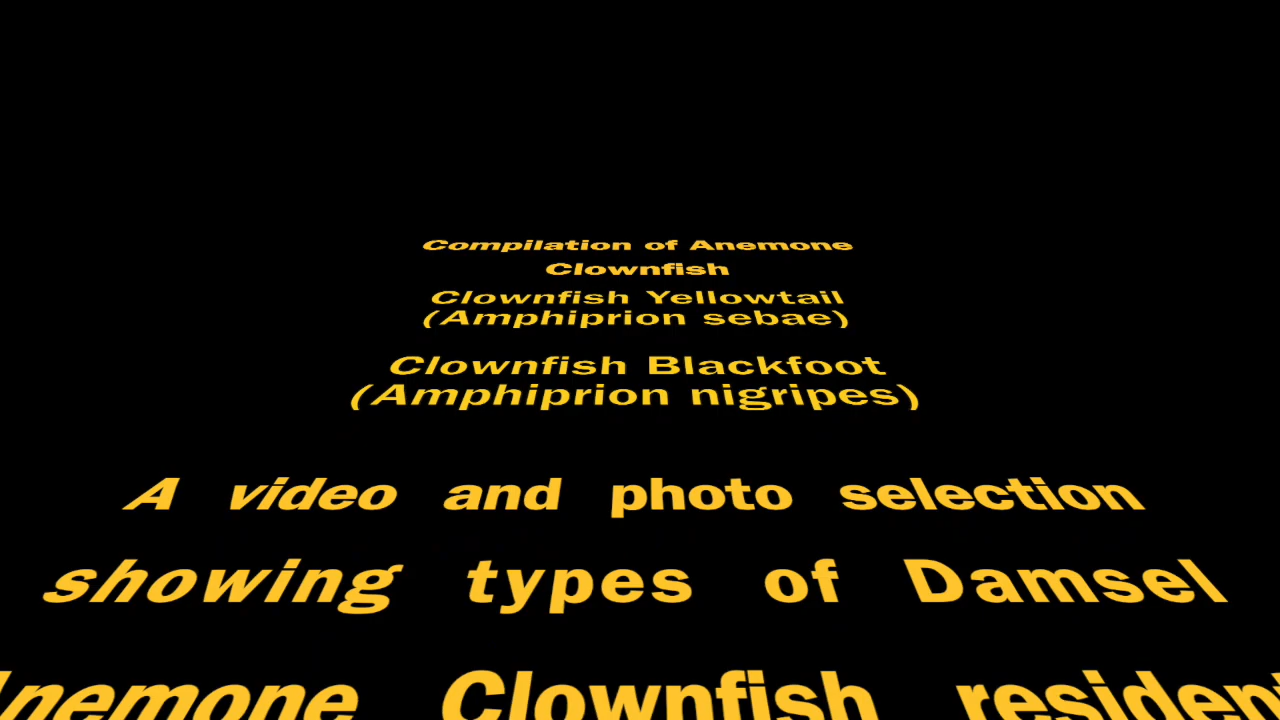 Compilation of Anemone
Clownfish
Clownfish Yellowtail
(Amphiprion sebae)
Clownfish Blackfoot
(Amphiprion nigripes)
A video and photo selection
showing types of Damsel
Clownfish